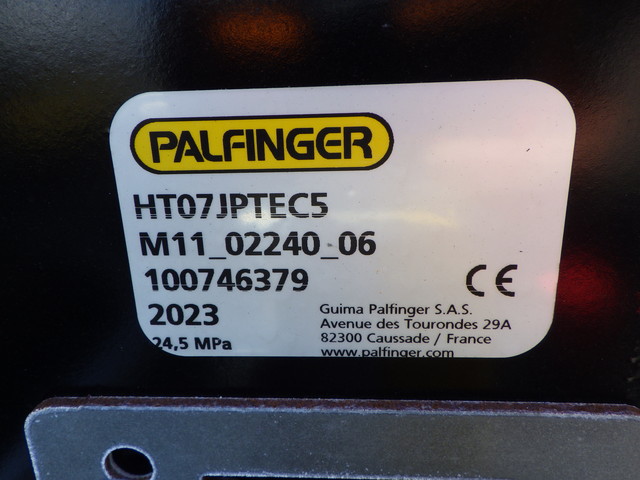 PALFINGER
HT07JPTEC5
M11_02240_06
100746379
CE
2023
24,5 MPa
Guima Palfinger S.A.S.
Avenue des Tourondes 29A
82300 Caussade / France
www.palfinger.com